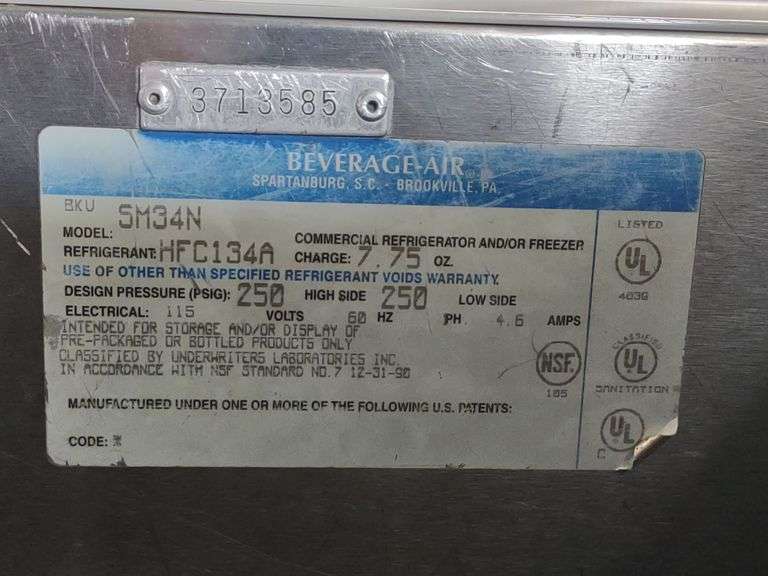 3713585
BEVERAGE-AIR®
SPARTANBURG, S.C. - BROOKVILLE, PA
BKU
MODEL: SM34N
COMMERCIAL REFRIGERATOR AND/OR FREEZER
REFRIGERANT: HFC134A CHARGE: 7.75 OZ.
USE OF OTHER THAN SPECIFIED REFRIGERANT VOIDS WARRANTY.
DESIGN PRESSURE (PSIG): 250 HIGH SIDE 250 LOW SIDE
ELECTRICAL: 115 VOLTS 60 HZ PH 4.6 AMPS
INTENDED FOR STORAGE AND/OR DISPLAY OF
PRE-PACKAGED OR BOTTLED PRODUCTS ONLY
CLASSIFIED BY UNDERWRITERS LABORATORIES INC.
IN ACCORDANCE WITH NSF STANDARD NO.7 12-31-90
MANUFACTURED UNDER ONE OR MORE OF THE FOLLOWING U.S. PATENTS:
CODE: *
NSF.
105
LISTED
UL
403G
CLASSIFIED
UL
SANITATION
UL
C